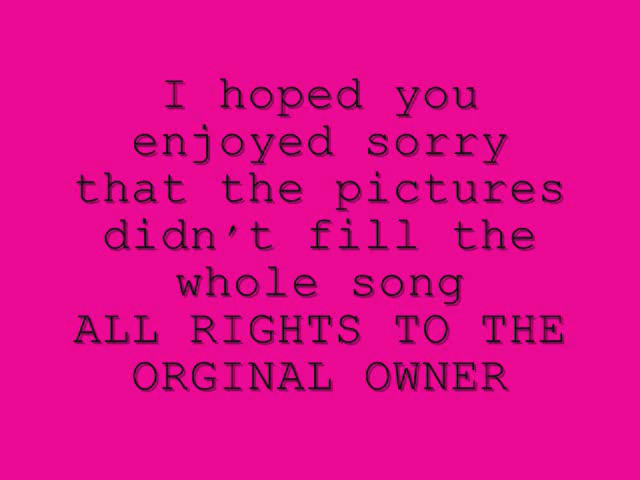 I hoped you
enjoyed sorry
that the pictures
didn't fill the
whole song
ALL RIGHTS TO THE
ORGINAL OWNER